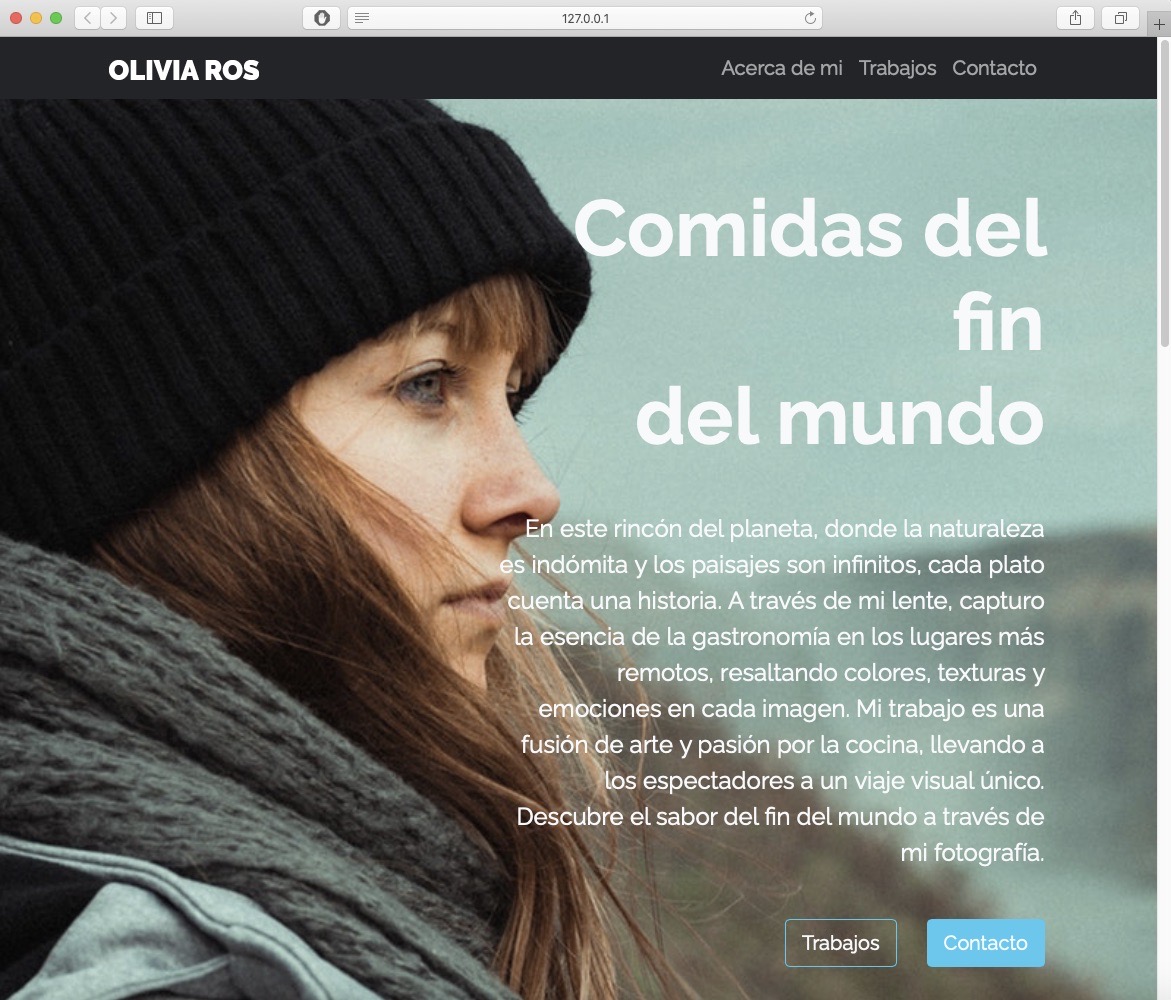 127.0.0.1
OLIVIA ROS
Acerca de mi Trabajos Contacto
Comidas del
fin
del mundo
En este rincón del planeta, donde la naturaleza
es indómita y los paisajes son infinitos, cada plato
cuenta una historia. A través de mi lente, capturo
la esencia de la gastronomía en los lugares más
remotos, resaltando colores, texturas y
emociones en cada imagen. Mi trabajo es una
fusión de arte y pasión por la cocina, llevando a
los espectadores a un viaje visual único.
Descubre el sabor del fin del mundo a través de
mi fotografía.
Trabajos Contacto